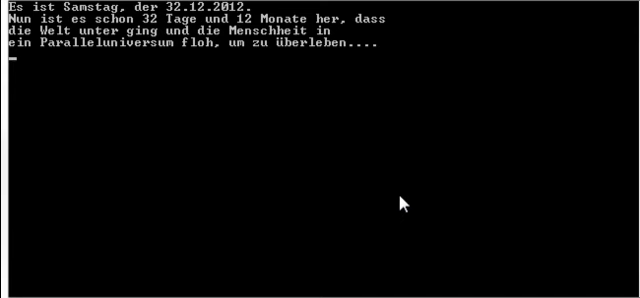 Es ist Samstag, der 32.12.2012.
Nun ist es schon 32 Tage und 12 Monate her, dass
die Welt unter ging und die Menschheit in
ein Paralleluniversum floh, um zu überleben....